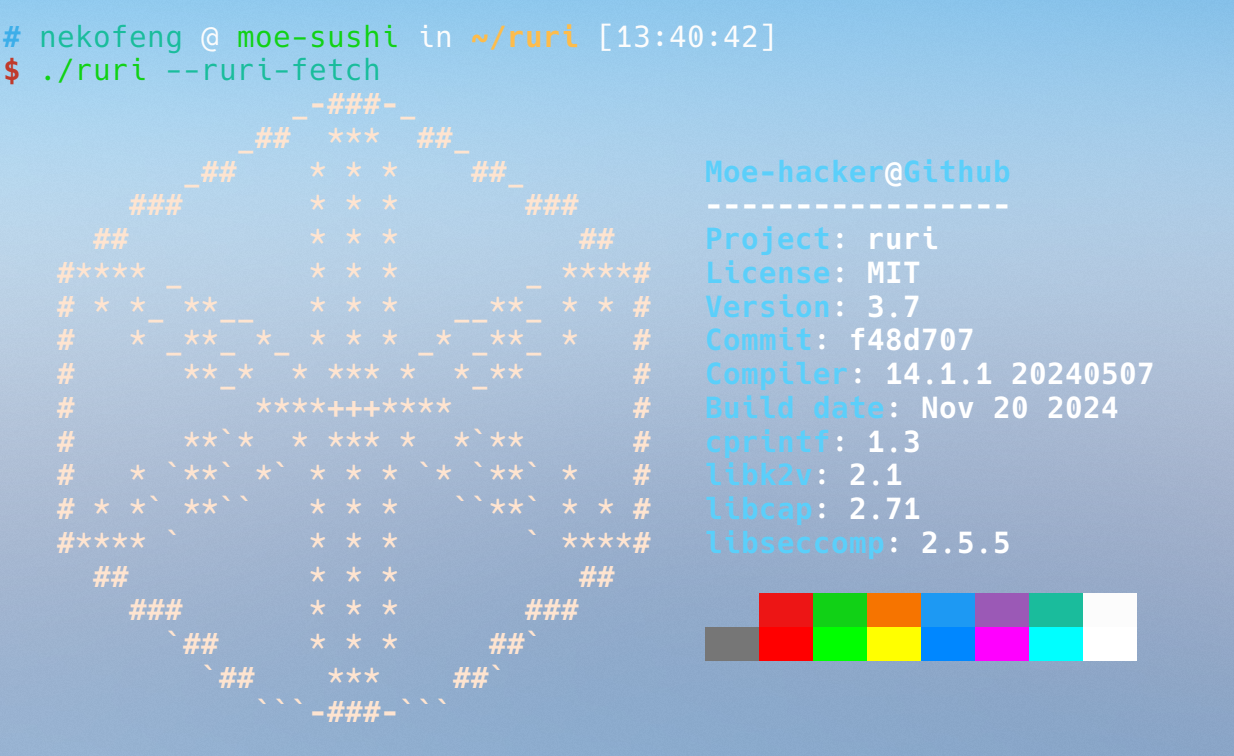 # nekofeng @ moe-sushi in ~/ruri [13:40:42]
$ ./ruri --ruri-fetch
                _-###-_
             _##  ***  ##_
          _##    * * *    ##_          Moe-hacker@Github
       ###       * * *       ###       -----------------
     ##          * * *          ##     Project: ruri
   #**** _       * * *       _ ****#   License: MIT
   # * *_ **__   * * *   __**_ * * #   Version: 3.7
   #   * _**_ *_ * * * _* _**_ *   #   Commit: f48d707
   #      **_*  * *** *  *_**      #   Compiler: 14.1.1 20240507
   #          ****+++****          #   Build date: Nov 20 2024
   #      **`*  * *** *  *`**      #   cprintf: 1.3
   #   * `**` *` * * * `* `**` *   #   libk2v: 2.1
   # * *` **``   * * *   ``**` * * #   libcap: 2.71
   #**** `       * * *       ` ****#   libseccomp: 2.5.5
     ##          * * *          ##
       ###       * * *       ###
         `##     * * *     ##`
           `##    ***    ##`
              ```-###-```